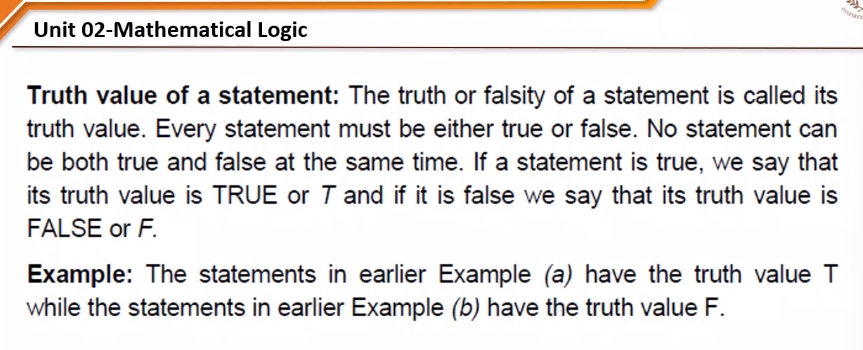 Unit 02-Mathematical Logic
Truth value of a statement: The truth or falsity of a statement is called its
truth value. Every statement must be either true or false. No statement can
be both true and false at the same time. If a statement is true, we say that
its truth value is TRUE or T and if it is false we say that its truth value is
FALSE or F.
Example: The statements in earlier Example (a) have the truth value T
while the statements in earlier Example (b) have the truth value F.